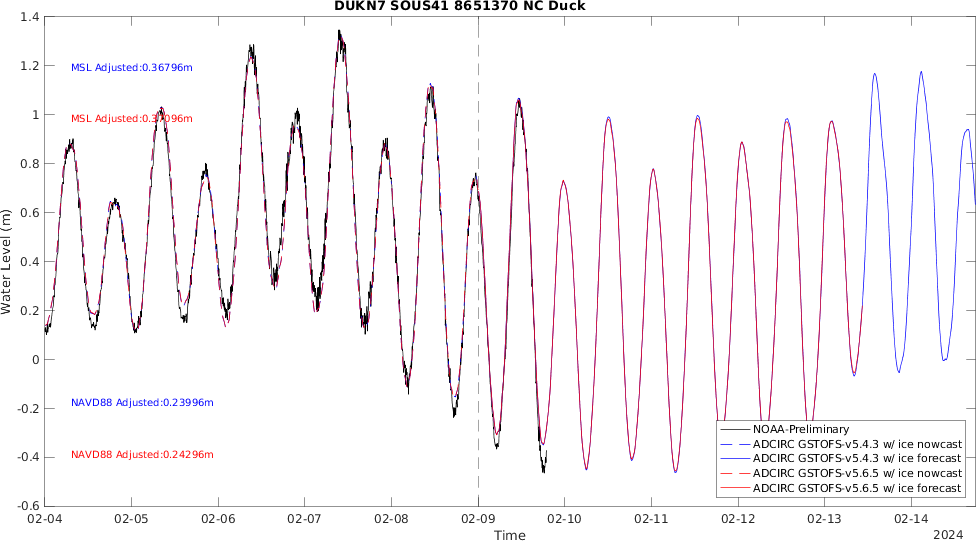 DUKN7 SOUS41 8651370 NC Duck
1.4
1.2
1
0.8
0.6
0.4
0.2
0
-0.2
-0.4
-0.6
Water Level (m)
MSL Adjusted:0.36796m
MSL Adjusted:0.37096m
NAVD88 Adjusted:0.23996m
NAVD88 Adjusted:0.24296m
NOAA-Preliminary
ADCIRC GSTOFS-v5.4.3 w/ ice nowcast
ADCIRC GSTOFS-v5.4.3 w/ ice forecast
ADCIRC GSTOFS-v5.6.5 w/ ice nowcast
ADCIRC GSTOFS-v5.6.5 w/ ice forecast
02-04 02-05 02-06 02-07 02-08 02-09 02-10 02-11 02-12 02-13 02-14
Time
2024